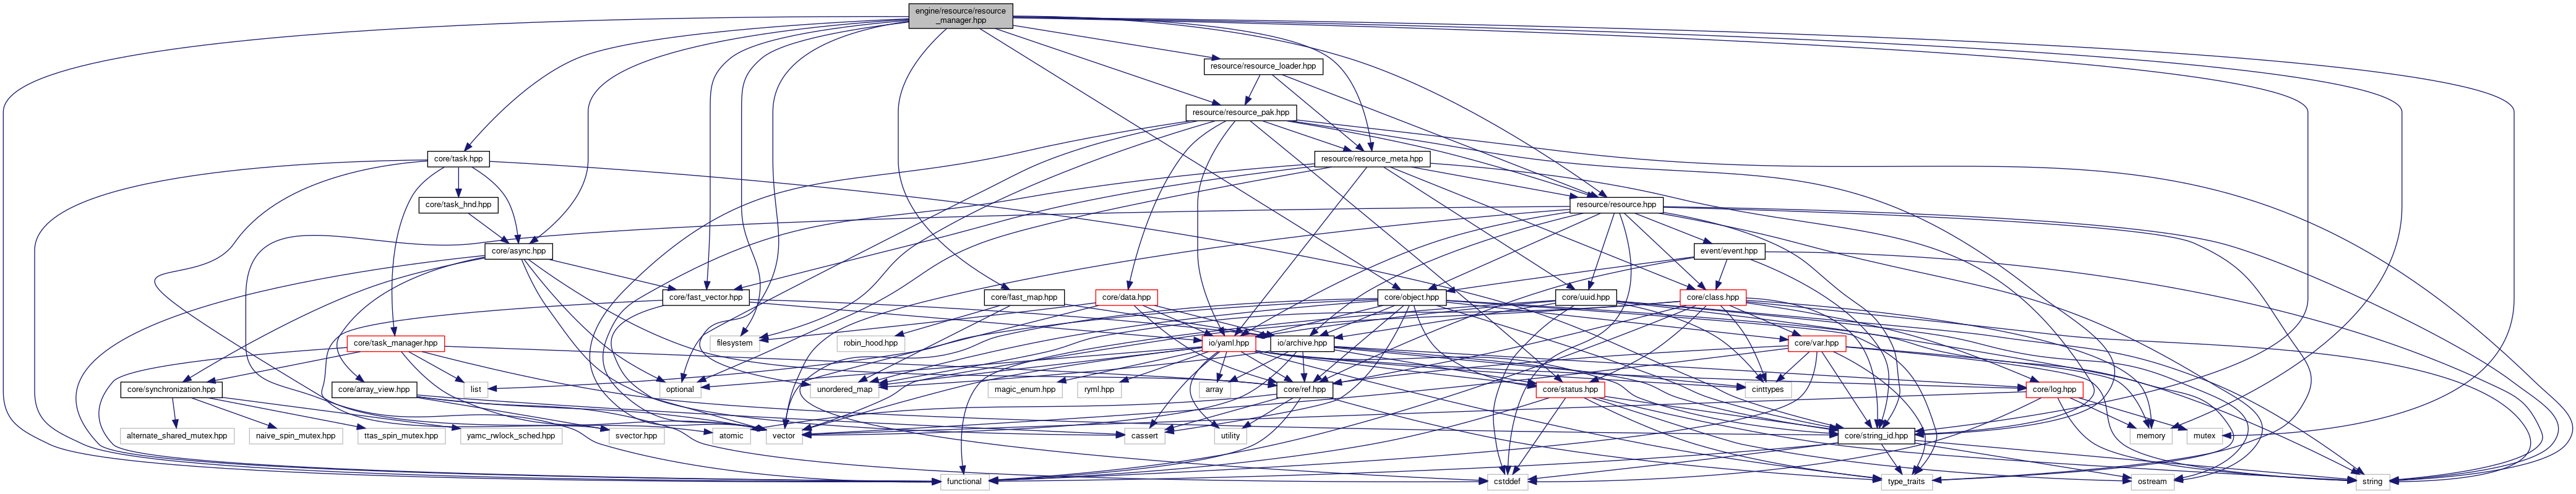 engine/resource/resource
_manager.hpp
resource/resource_loader.hpp
resource/resource_pak.hpp
core/task.hpp
resource/resource_meta.hpp
core/task_hnd.hpp
resource/resource.hpp
core/async.hpp
event/event.hpp
core/fast_vector.hpp
core/fast_map.hpp
core/data.hpp
core/object.hpp
core/uuid.hpp
core/class.hpp
core/task_manager.hpp
filesystem
robin_hood.hpp
io/yaml.hpp
io/archive.hpp
core/var.hpp
core/synchronization.hpp
core/array_view.hpp
list
optional
unordered_map
magic_enum.hpp
ryml.hpp
array
core/ref.hpp
core/status.hpp
cinttypes
core/log.hpp
alternate_shared_mutex.hpp
naive_spin_mutex.hpp
ttas_spin_mutex.hpp
yamc_rwlock_sched.hpp
svector.hpp
atomic
vector
cassert
utility
core/string_id.hpp
memory
mutex
functional
cstddef
type_traits
ostream
string